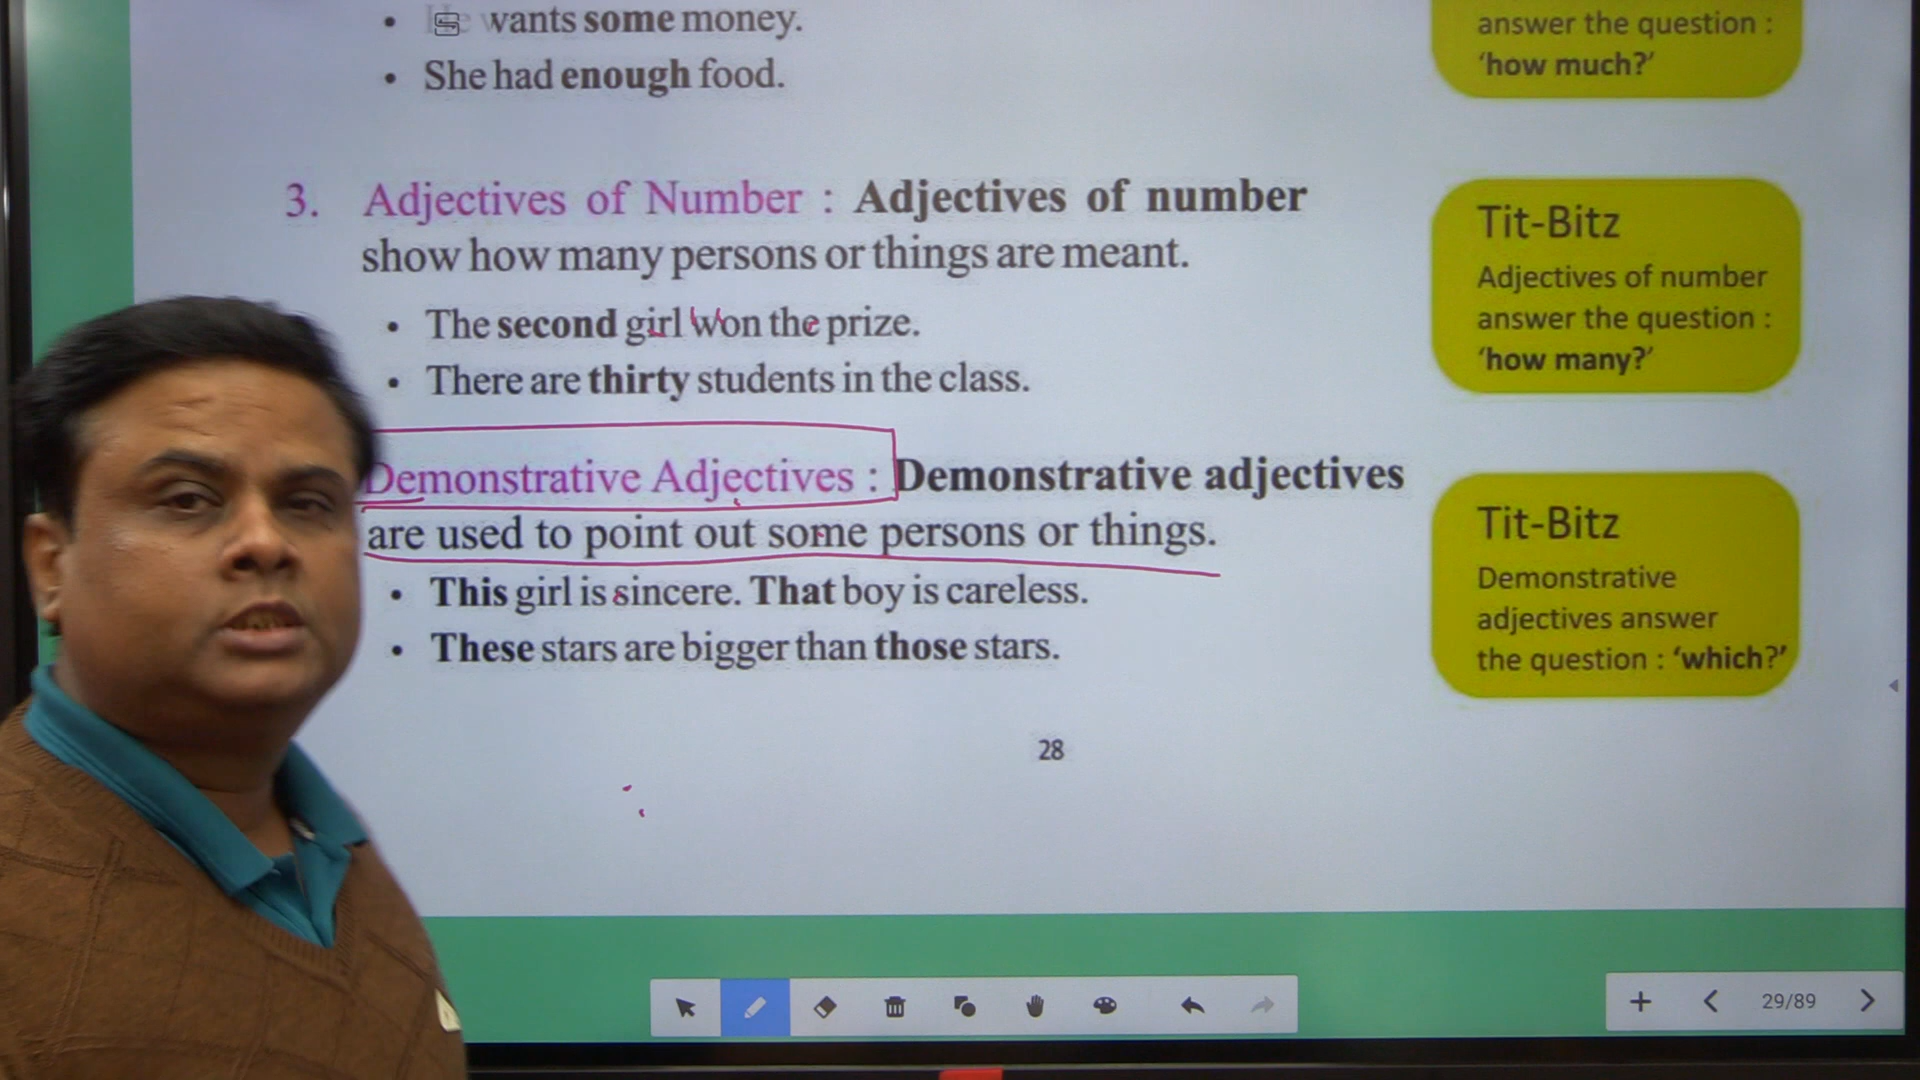 wants some money.
She had enough food.
answer the question :
‘how much?’
3. Adjectives of Number : Adjectives of number
show how many persons or things are meant.
The second girl won the prize.
There are thirty students in the class.
Tit-Bitz
Adjectives of number
answer the question :
‘how many?’
Demonstrative Adjectives : Demonstrative adjectives
are used to point out some persons or things.
This girl is sincere. That boy is careless.
These stars are bigger than those stars.
Tit-Bitz
Demonstrative
adjectives answer
the question : ‘which?’
28
29/89